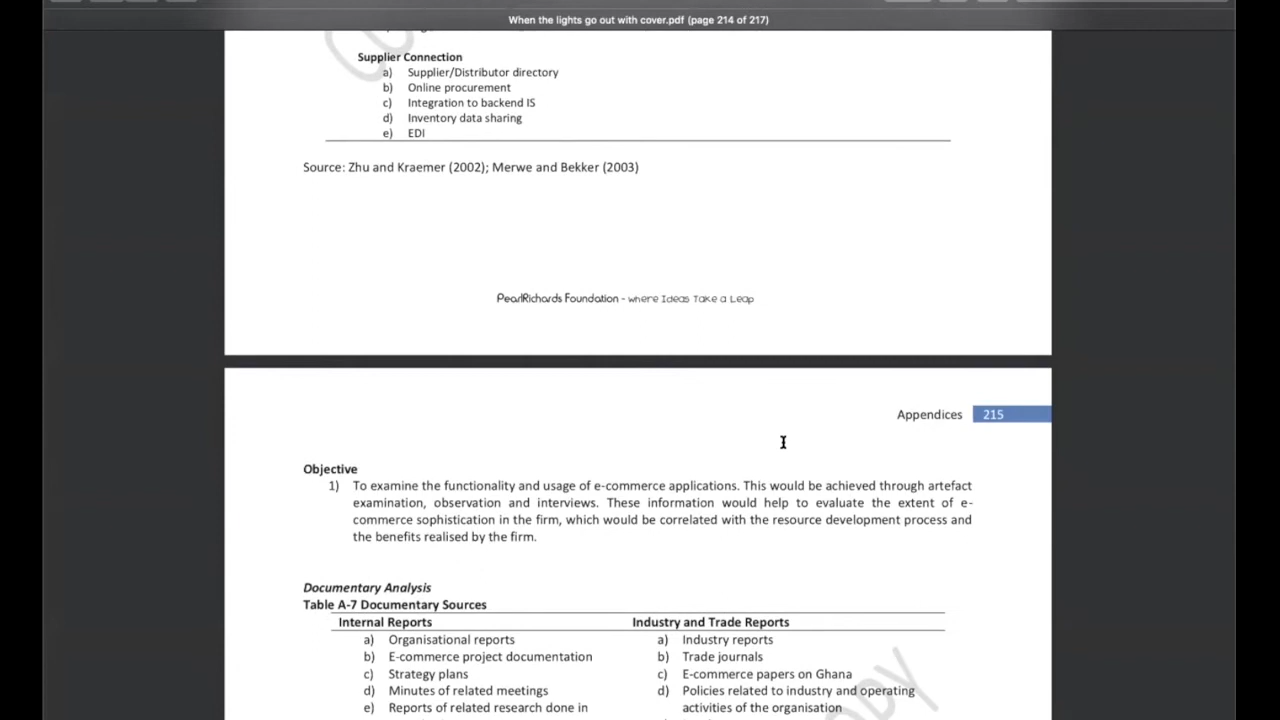 When the lights go out with cover.pdf (page 214 of 217)
Supplier Connection
a) Supplier/Distributor directory
b) Online procurement
c) Integration to backend IS
d) Inventory data sharing
e) EDI
Source: Zhu and Kraemer (2002); Merwe and Bekker (2003)
PearlRichards Foundation - where Ideas Take a Leap
Appendices 215
Objective
1) To examine the functionality and usage of e-commerce applications. This would be achieved through artefact
examination, observation and interviews. These information would help to evaluate the extent of e-
commerce sophistication in the firm, which would be correlated with the resource development process and
the benefits realised by the firm.
Documentary Analysis
Table A-7 Documentary Sources
Internal Reports Industry and Trade Reports
a) Organisational reports a) Industry reports
b) E-commerce project documentation b) Trade journals
c) Strategy plans c) E-commerce papers on Ghana
d) Minutes of related meetings d) Policies related to industry and operating
e) Reports of related research done in activities of the organisation
OPY